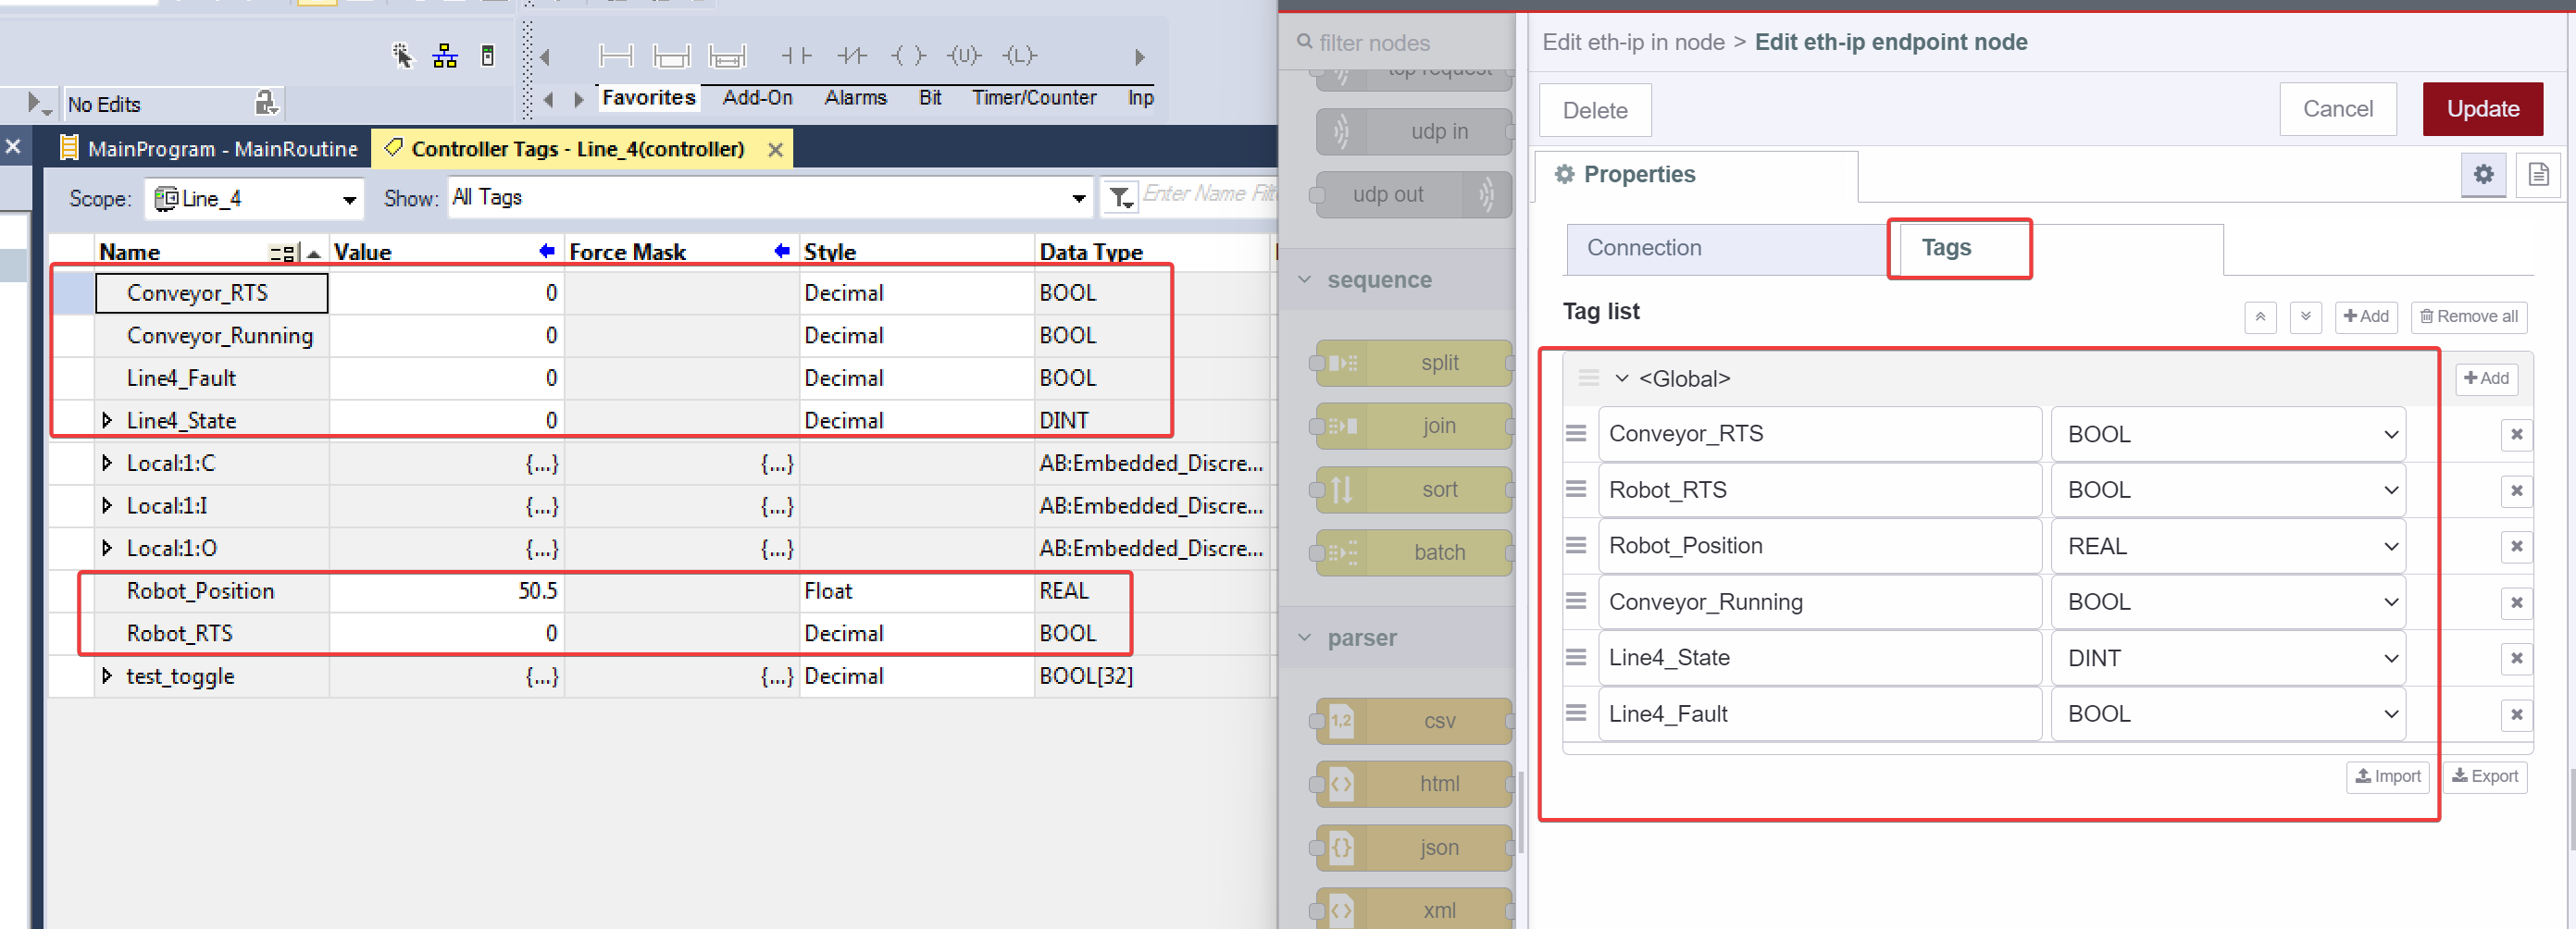 No Edits
Favorites Add-On Alarms Bit Timer/Counter Inp
MainProgram - MainRoutine
Controller Tags - Line_4(controller)
Scope: Line_4 Show: All Tags
Name Value Force Mask Style Data Type
Conveyor_RTS 0 Decimal BOOL
Conveyor_Running 0 Decimal BOOL
Line4_Fault 0 Decimal BOOL
Line4_State 0 Decimal DINT
Local:1:C {...} {...} AB:Embedded_Discre...
Local:1:I {...} {...} AB:Embedded_Discre...
Local:1:O {...} {...} AB:Embedded_Discre...
Robot_Position 50.5 Float REAL
Robot_RTS 0 Decimal BOOL
test_toggle {...} {...} Decimal BOOL[32]
filter nodes
udp in
udp out
sequence
split
join
sort
batch
parser
1,2 csv
html
json
xml
Edit eth-ip in node > Edit eth-ip endpoint node
Delete Cancel Update
Properties
Connection Tags
Tag list
Add Remove all
<Global> Add
Conveyor_RTS BOOL
Robot_RTS BOOL
Robot_Position REAL
Conveyor_Running BOOL
Line4_State DINT
Line4_Fault BOOL
Import Export